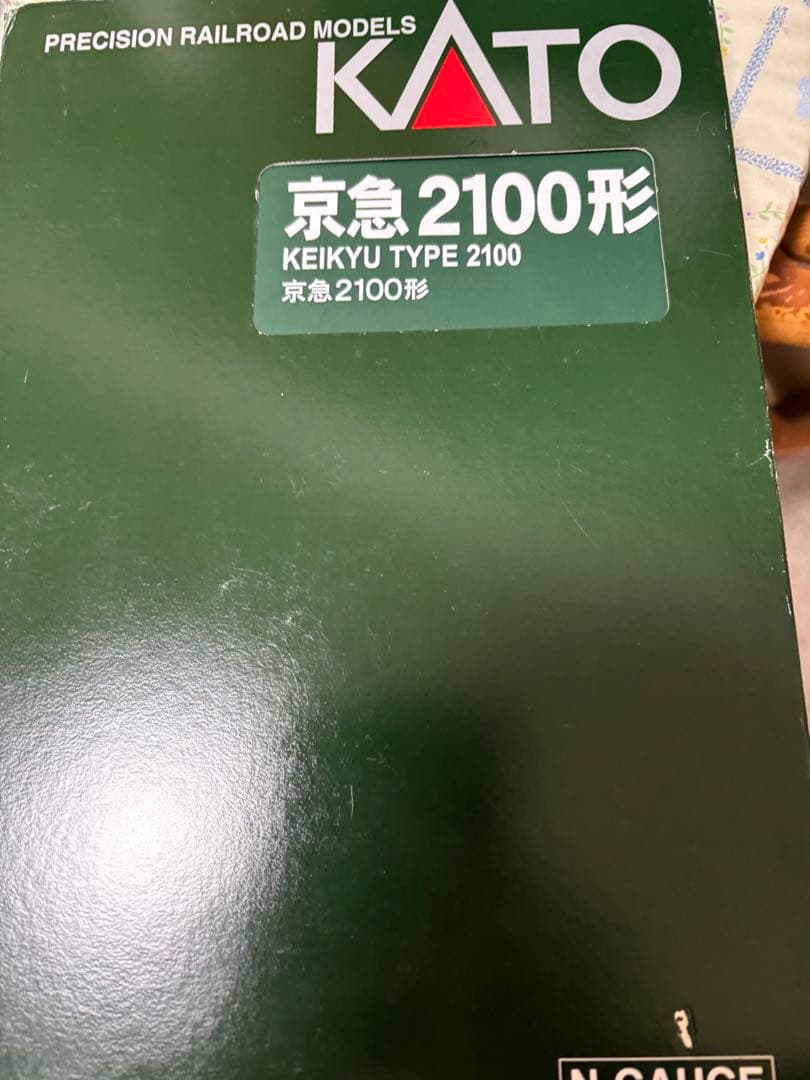 PRECISION RAILROAD MODELS
KATO
京急2100形
KEIKYU TYPE 2100
京急2100形
N GAUGE